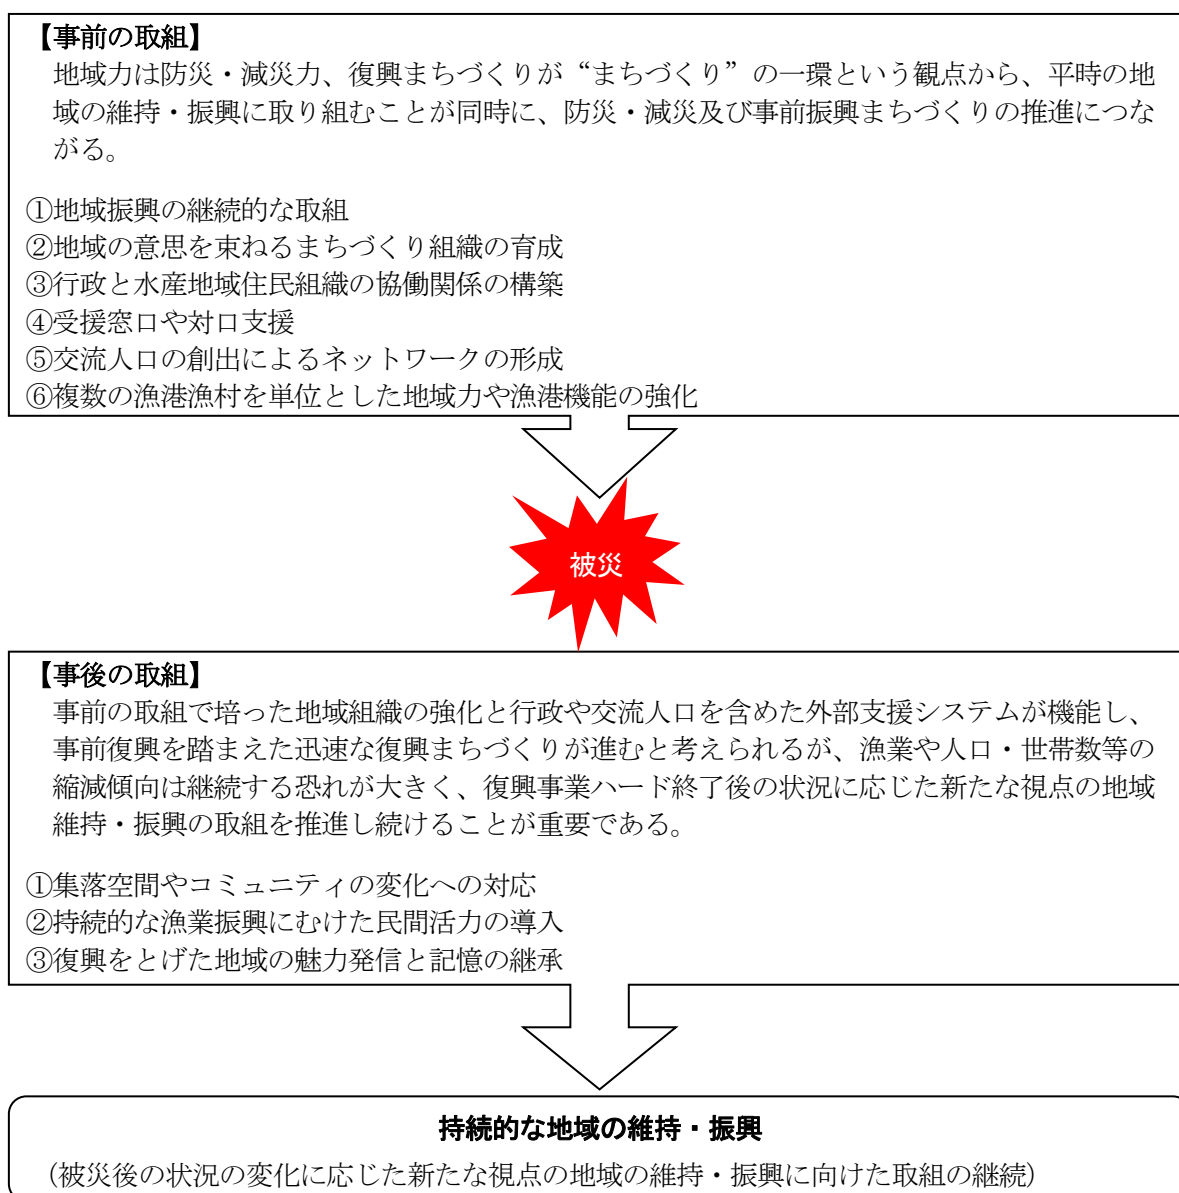 【事前の取組】
地域力は防災・減災力、復興まちづくりが“まちづくり”の一環という観点から、平時の地
域の維持・振興に取り組むことが同時に、防災・減災及び事前振興まちづくりの推進につな
がる。
①地域振興の継続的な取組
②地域の意思を束ねるまちづくり組織の育成
③行政と水産地域住民組織の協働関係の構築
④受援窓口や対口支援
⑤交流人口の創出によるネットワークの形成
⑥複数の漁港漁村を単位とした地域力や漁港機能の強化
被災
【事後の取組】
事前の取組で培った地域組織の強化と行政や交流人口を含めた外部支援システムが機能し、
事前復興を踏まえた迅速な復興まちづくりが進むと考えられるが、漁業や人口・世帯数等の
縮減傾向は継続する恐れが大きく、復興事業ハード終了後の状況に応じた新たな視点の地域
維持・振興の取組を推進し続けることが重要である。
①集落空間やコミュニティの変化への対応
②持続的な漁業振興にむけた民間活力の導入
③復興をとげた地域の魅力発信と記憶の継承
持続的な地域の維持・振興
(被災後の状況の変化に応じた新たな視点の地域の維持・振興に向けた取組の継続)